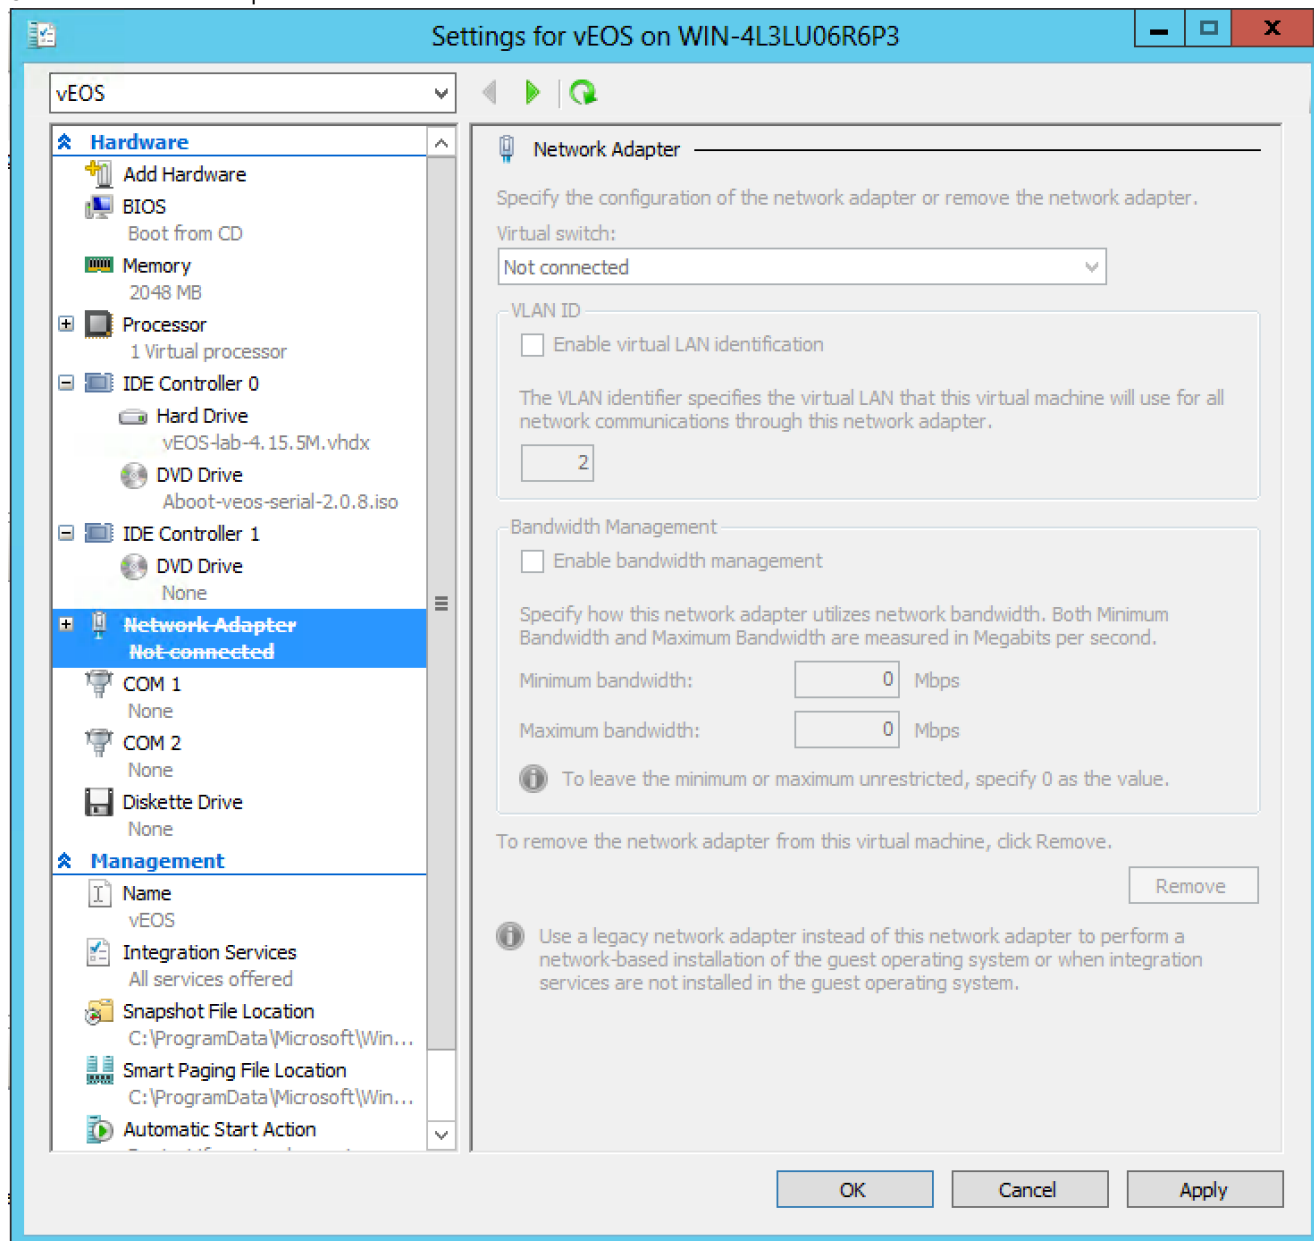 Settings for vEOS on WIN-4L3LU06R6P3
vEOS
Hardware
Add Hardware
BIOS
Boot from CD
Memory
2048 MB
Processor
1 Virtual processor
IDE Controller 0
Hard Drive
vEOS-lab-4.15.5M.vhdx
DVD Drive
Aboot-veos-serial-2.0.8.iso
IDE Controller 1
DVD Drive
None
Network Adapter
Not connected
COM 1
None
COM 2
None
Diskette Drive
None
Management
Name
vEOS
Integration Services
All services offered
Snapshot File Location
C:\ProgramData\Microsoft\Win...
Smart Paging File Location
C:\ProgramData\Microsoft\Win...
Automatic Start Action
Network Adapter
Specify the configuration of the network adapter or remove the network adapter.
Virtual switch:
Not connected
VLAN ID
Enable virtual LAN identification
The VLAN identifier specifies the virtual LAN that this virtual machine will use for all
network communications through this network adapter.
2
Bandwidth Management
Enable bandwidth management
Specify how this network adapter utilizes network bandwidth. Both Minimum
Bandwidth and Maximum Bandwidth are measured in Megabits per second.
Minimum bandwidth: 0 Mbps
Maximum bandwidth: 0 Mbps
To leave the minimum or maximum unrestricted, specify 0 as the value.
To remove the network adapter from this virtual machine, click Remove.
Remove
Use a legacy network adapter instead of this network adapter to perform a
network-based installation of the guest operating system or when integration
services are not installed in the guest operating system.
OK Cancel Apply